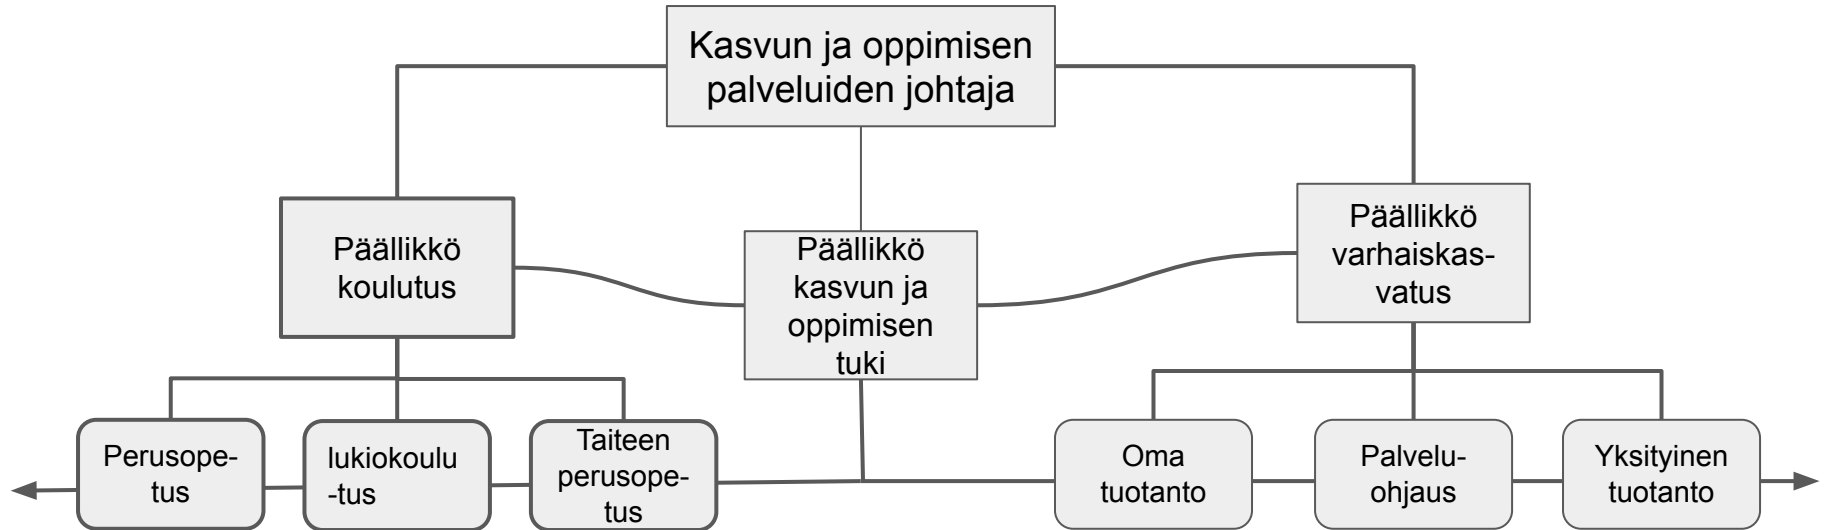 Kasvun ja oppimisen
palveluiden johtaja
Päällikkö
koulutus
Päällikkö
kasvun ja
oppimisen
tuki
Päällikkö
varhaiskas-
vatus
Perusope-
tus
lukiokoulu
-tus
Taiteen
perusope-
tus
Oma
tuotanto
Palvelu-
ohjaus
Yksityinen
tuotanto